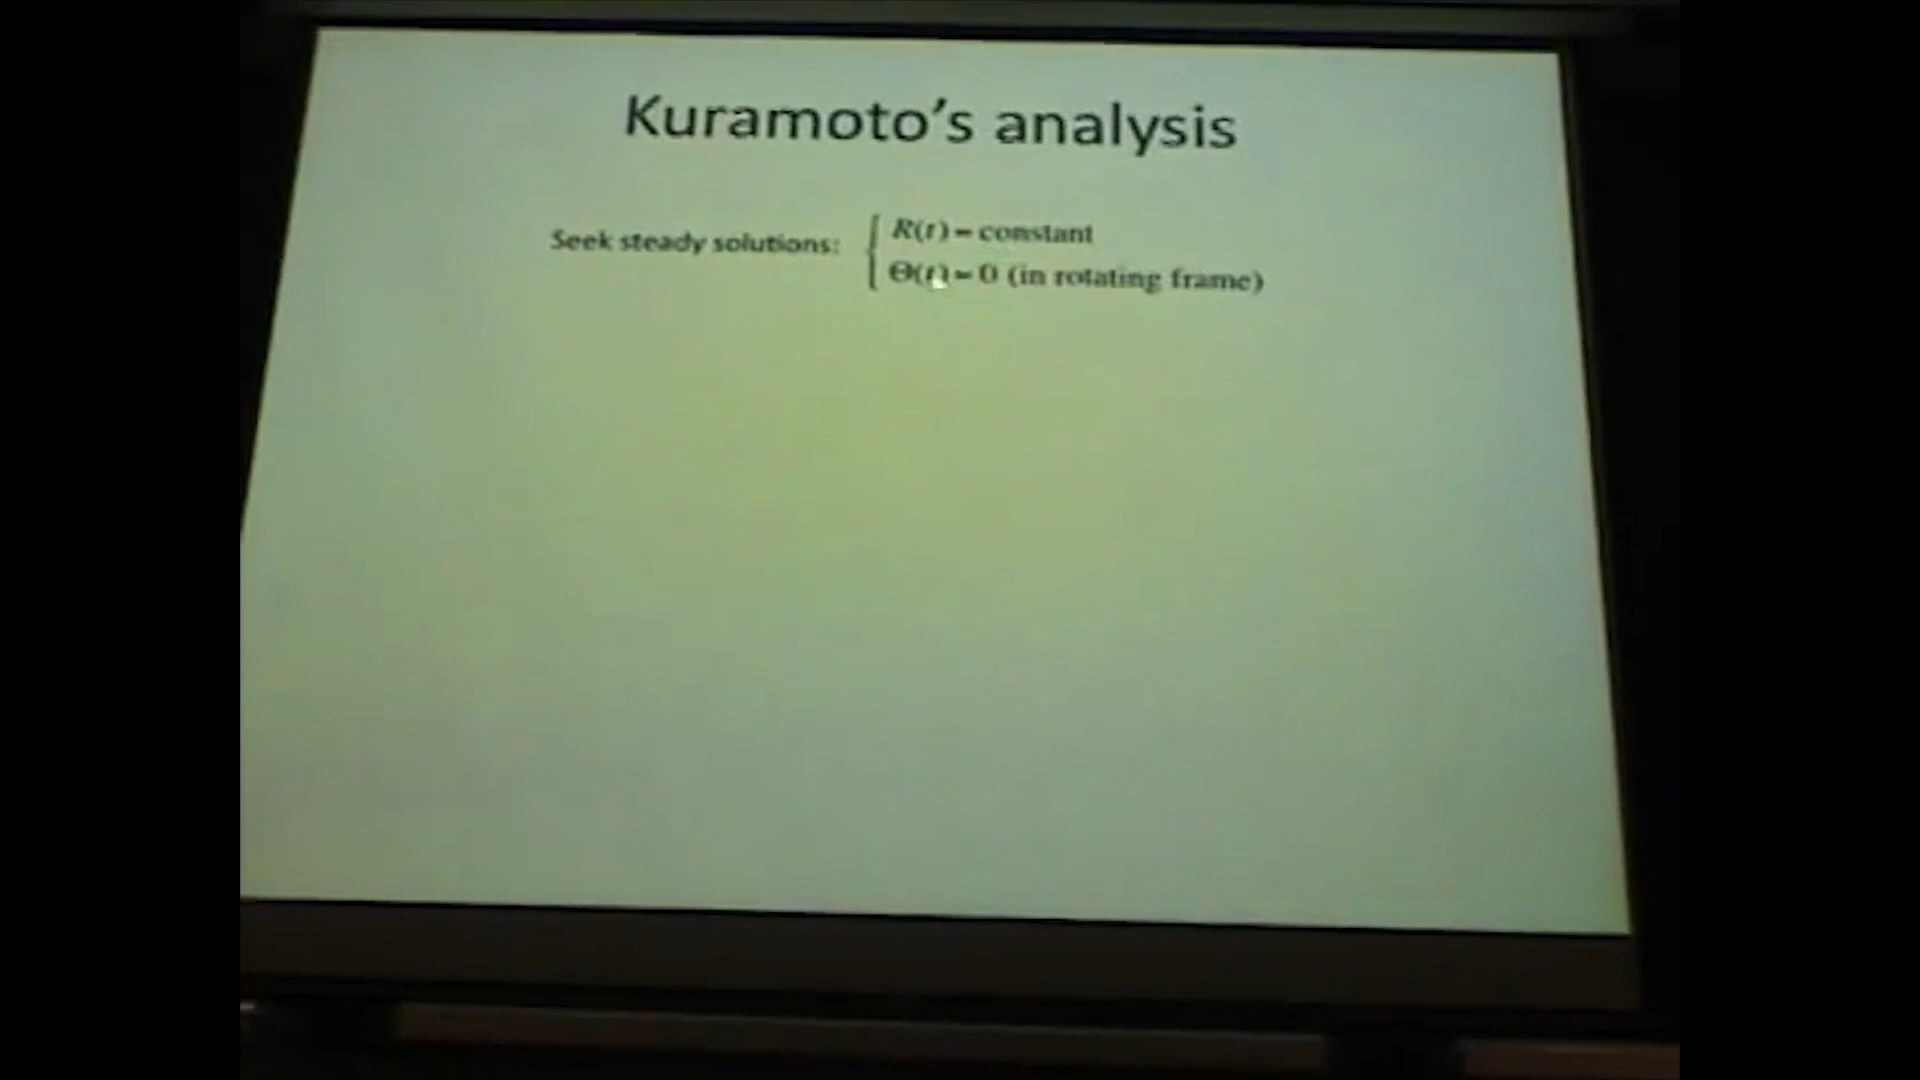 Kuramoto's analysis
Seek steady solutions: { R(t) = constant
Θ(t) = 0 (in rotating frame)